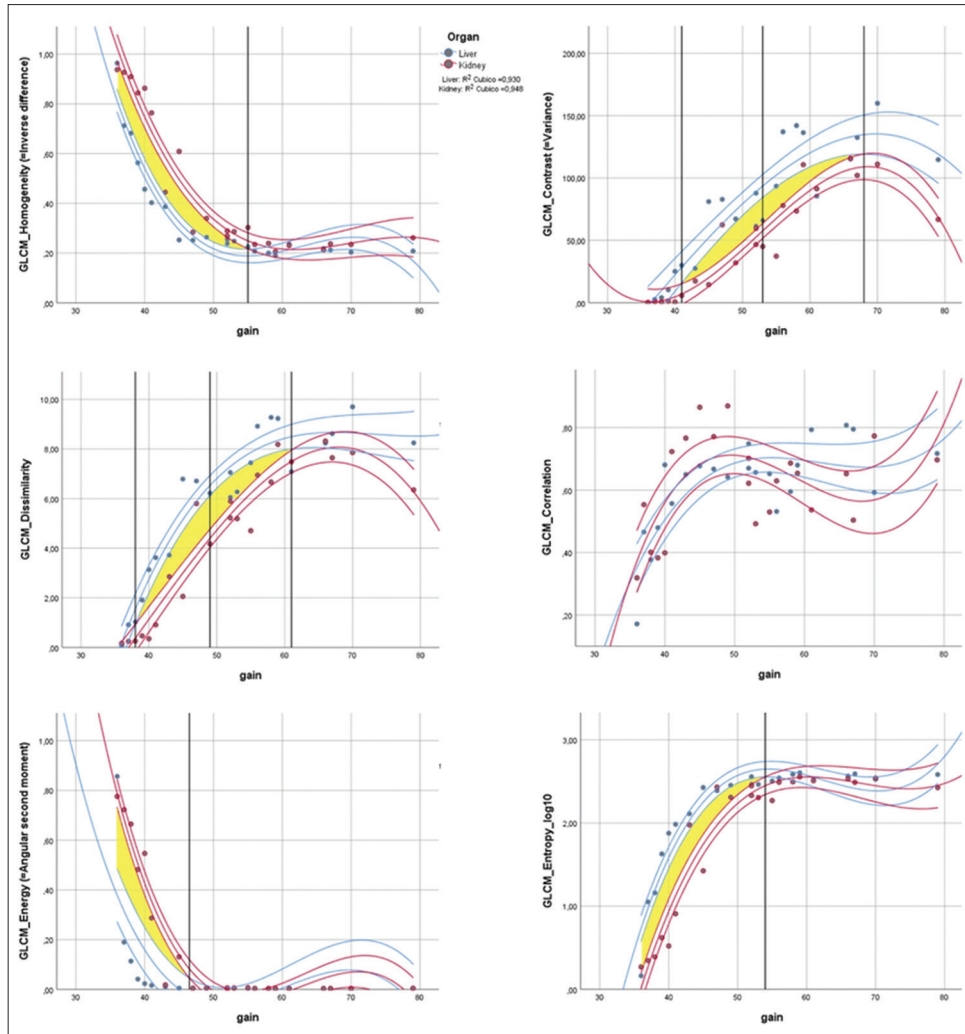 GLCM_Homogeneity (=Inverse difference)
1,00
,80
,60
,40
,20
,00
30 40 50 60 70 80
gain
Organ
Liver
Kidney
Liver: R² Cubico =0,930
Kidney: R² Cubico =0,948
GLCM_Contrast (=Variance)
200,00
150,00
100,00
50,00
,00
30 40 50 60 70 80
gain
GLCM_Dissimilarity
10,00
8,00
6,00
4,00
2,00
,00
30 40 50 60 70 80
gain
GLCM_Correlation
,80
,60
,40
,20
30 40 50 60 70 80
gain
GLCM_Energy (=Angular second moment)
1,00
,80
,60
,40
,20
,00
30 40 50 60 70 80
gain
GLCM_Entropy_log10
3,00
2,00
1,00
,00
30 40 50 60 70 80
gain